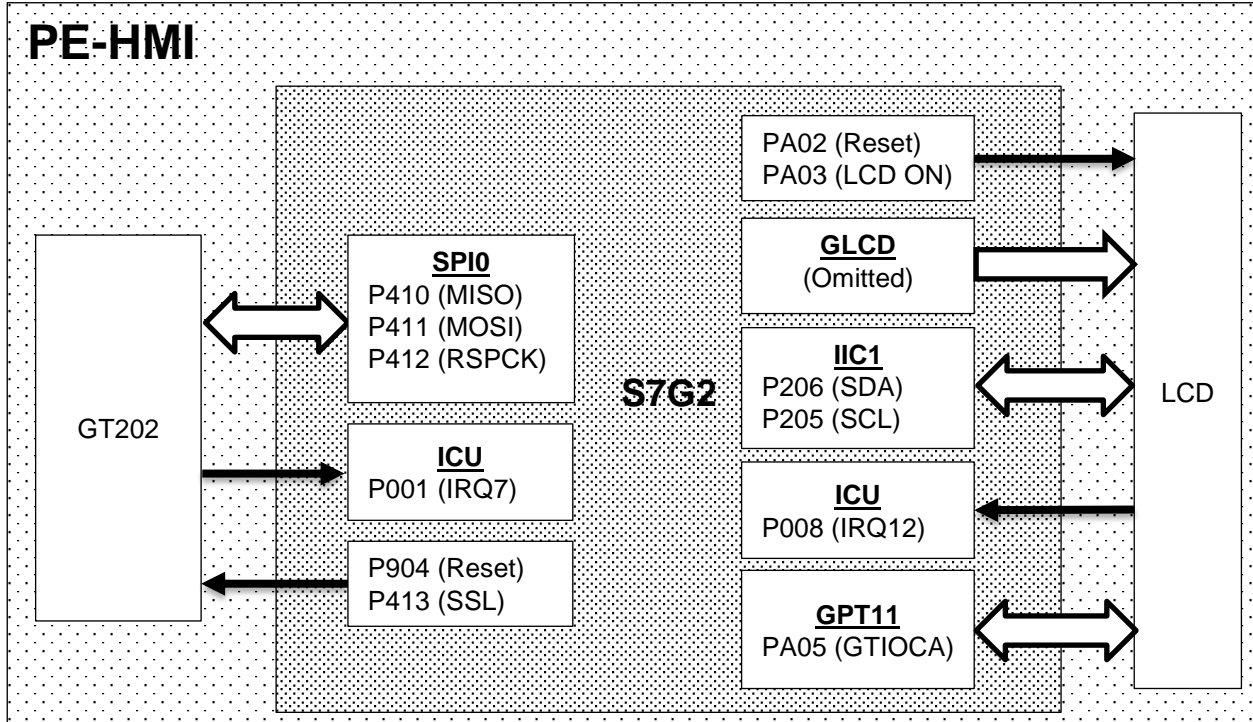 PE-HMI
GT202
SPI0
P410 (MISO)
P411 (MOSI)
P412 (RSPCK)
ICU
P001 (IRQ7)
P904 (Reset)
P413 (SSL)
S7G2
PA02 (Reset)
PA03 (LCD ON)
GLCD
(Omitted)
IIC1
P206 (SDA)
P205 (SCL)
ICU
P008 (IRQ12)
GPT11
PA05 (GTIOCA)
LCD